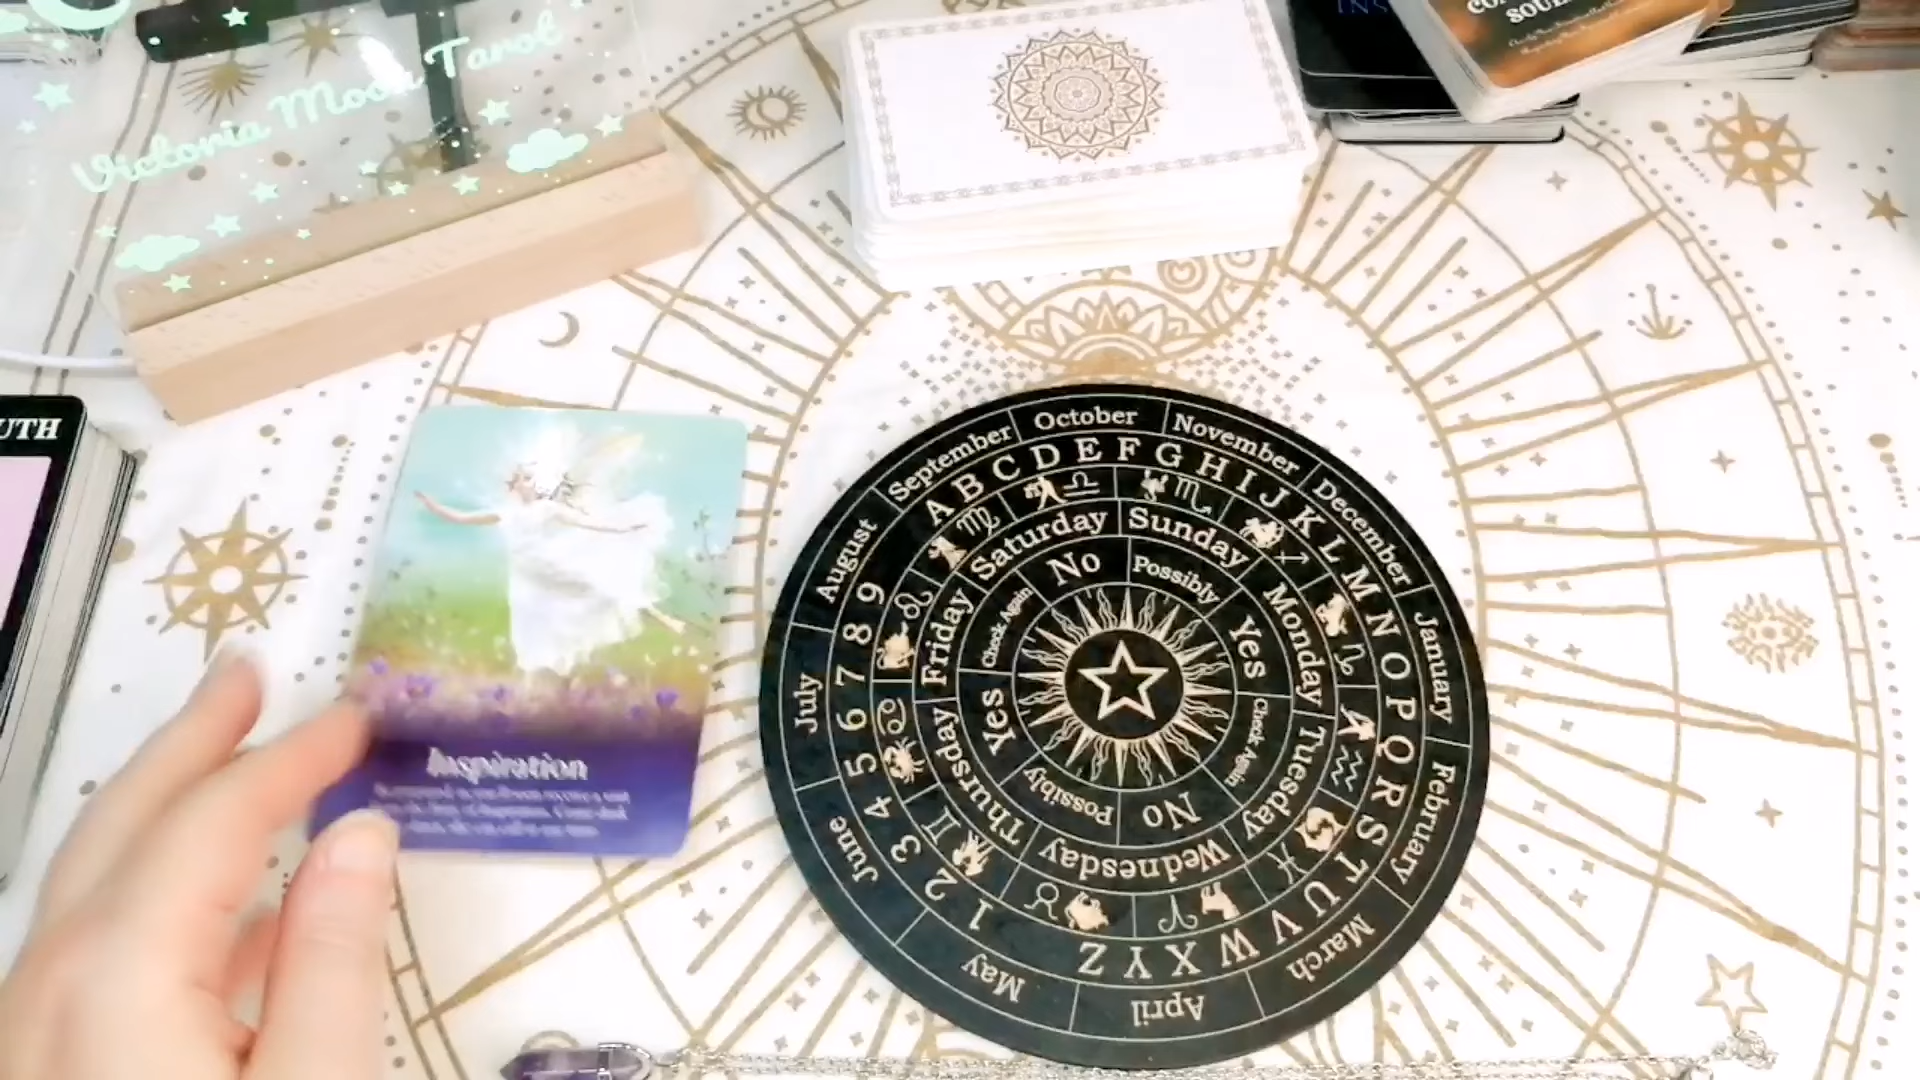 Victoria Moon Tarot
INS
SOUL
UTH
Inspiration
October
November
December
January
February
March
April
May
June
July
August
September
A B C D E F G H I J K L M N O P Q R S T U V W X Y Z
1 2 3 4 5 6 7 8 9
Saturday
Sunday
Monday
Tuesday
Wednesday
Thursday
Friday
No
Possibly
Yes
Check Again
No
Possibly
Yes
Check Again